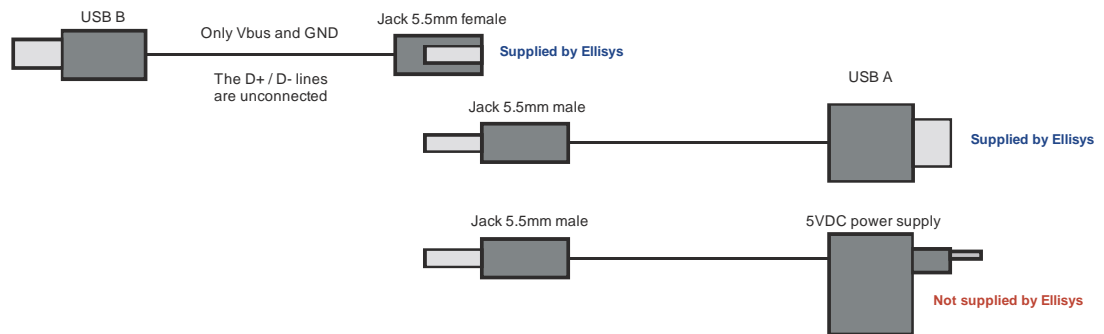 USB B
Only Vbus and GND
Jack 5.5mm female
Supplied by Ellisys
The D+ / D- lines
are unconnected
USB A
Jack 5.5mm male
Supplied by Ellisys
Jack 5.5mm male
5VDC power supply
Not supplied by Ellisys